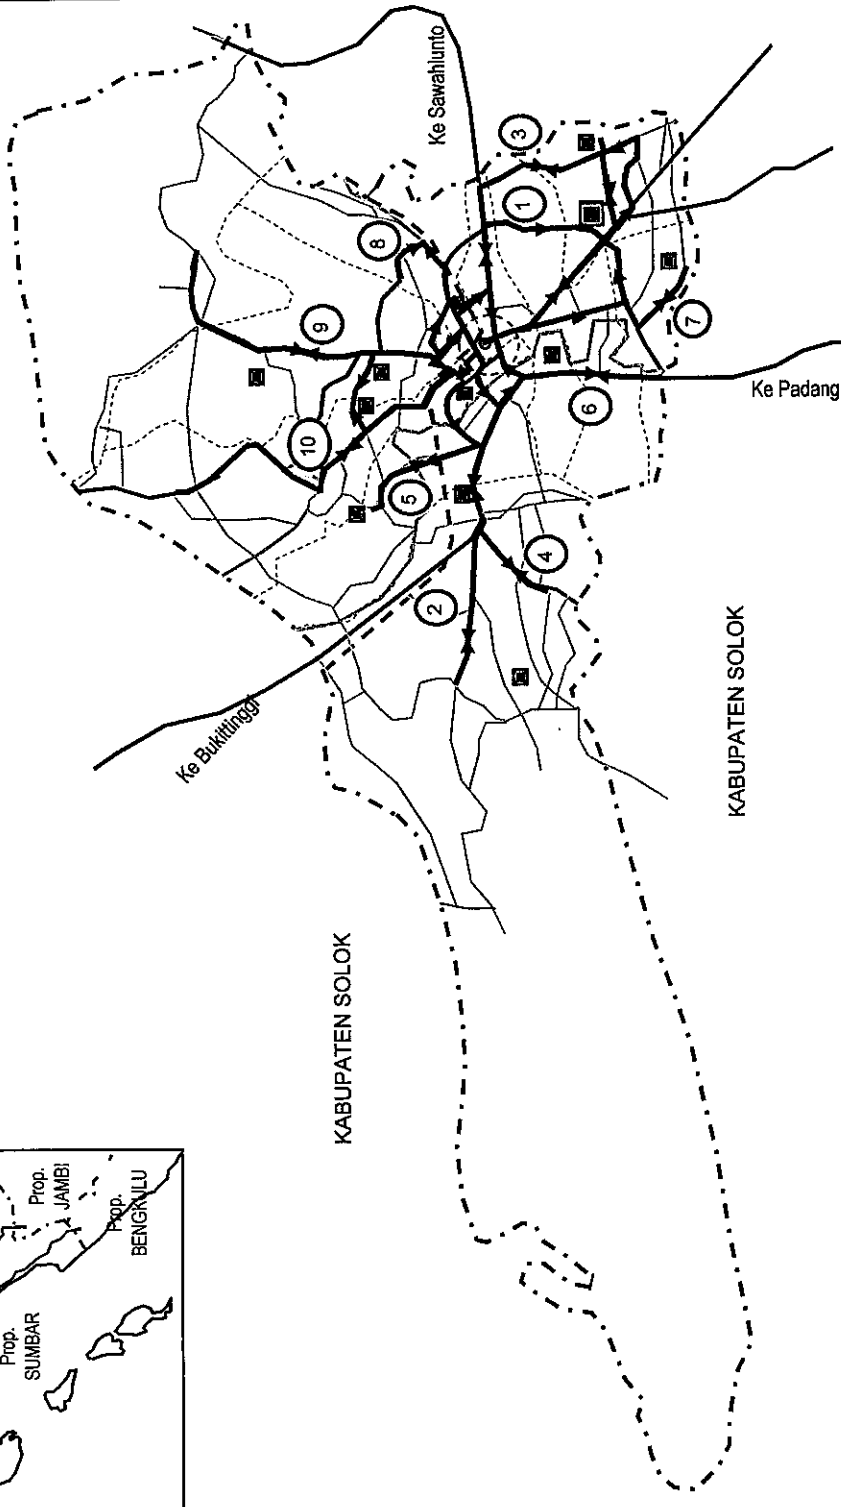 Ke Sawahlunto
3
1
8
9
10
5
7
6
Ke Padang
4
2
Ke Bukittinggi
KABUPATEN SOLOK
KABUPATEN SOLOK
Prop.
JAMBI
Prop.
BENGKULU
Prop.
SUMBAR